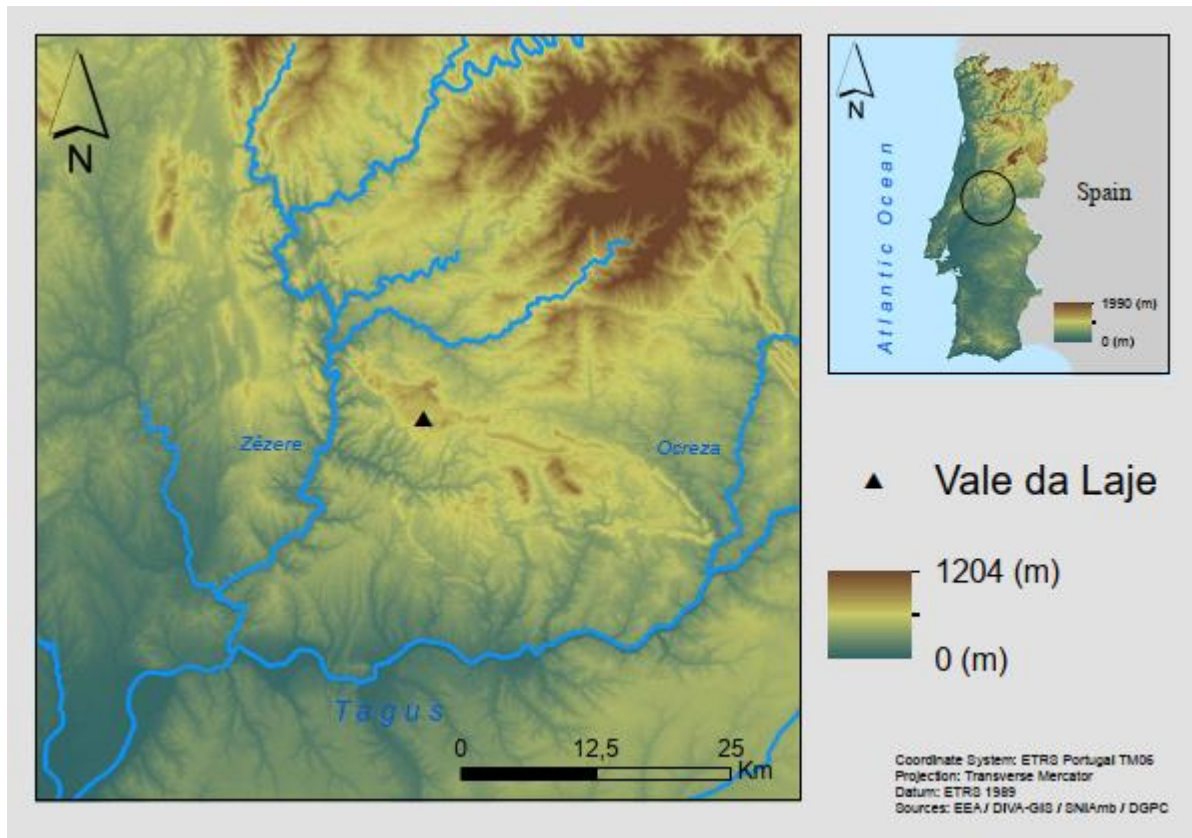 N
Zêzere
Ocreza
Tagus
0 12,5 25
Km
N
Atlantic Ocean
Spain
1990 (m)
0 (m)
Vale da Laje
1204 (m)
0 (m)
Coordinate System: ETRS Portugal TM06
Projection: Transverse Mercator
Datum: ETRS 1989
Sources: EEA / DIVA-GIS / SNIAmb / DGPC